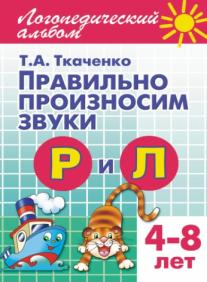 Логопедический
альбом
Т.А. Ткаченко
ПРАВИЛЬНО
ПРОИЗНОСИМ
ЗВУКИ
Р и Л
4-8
лет